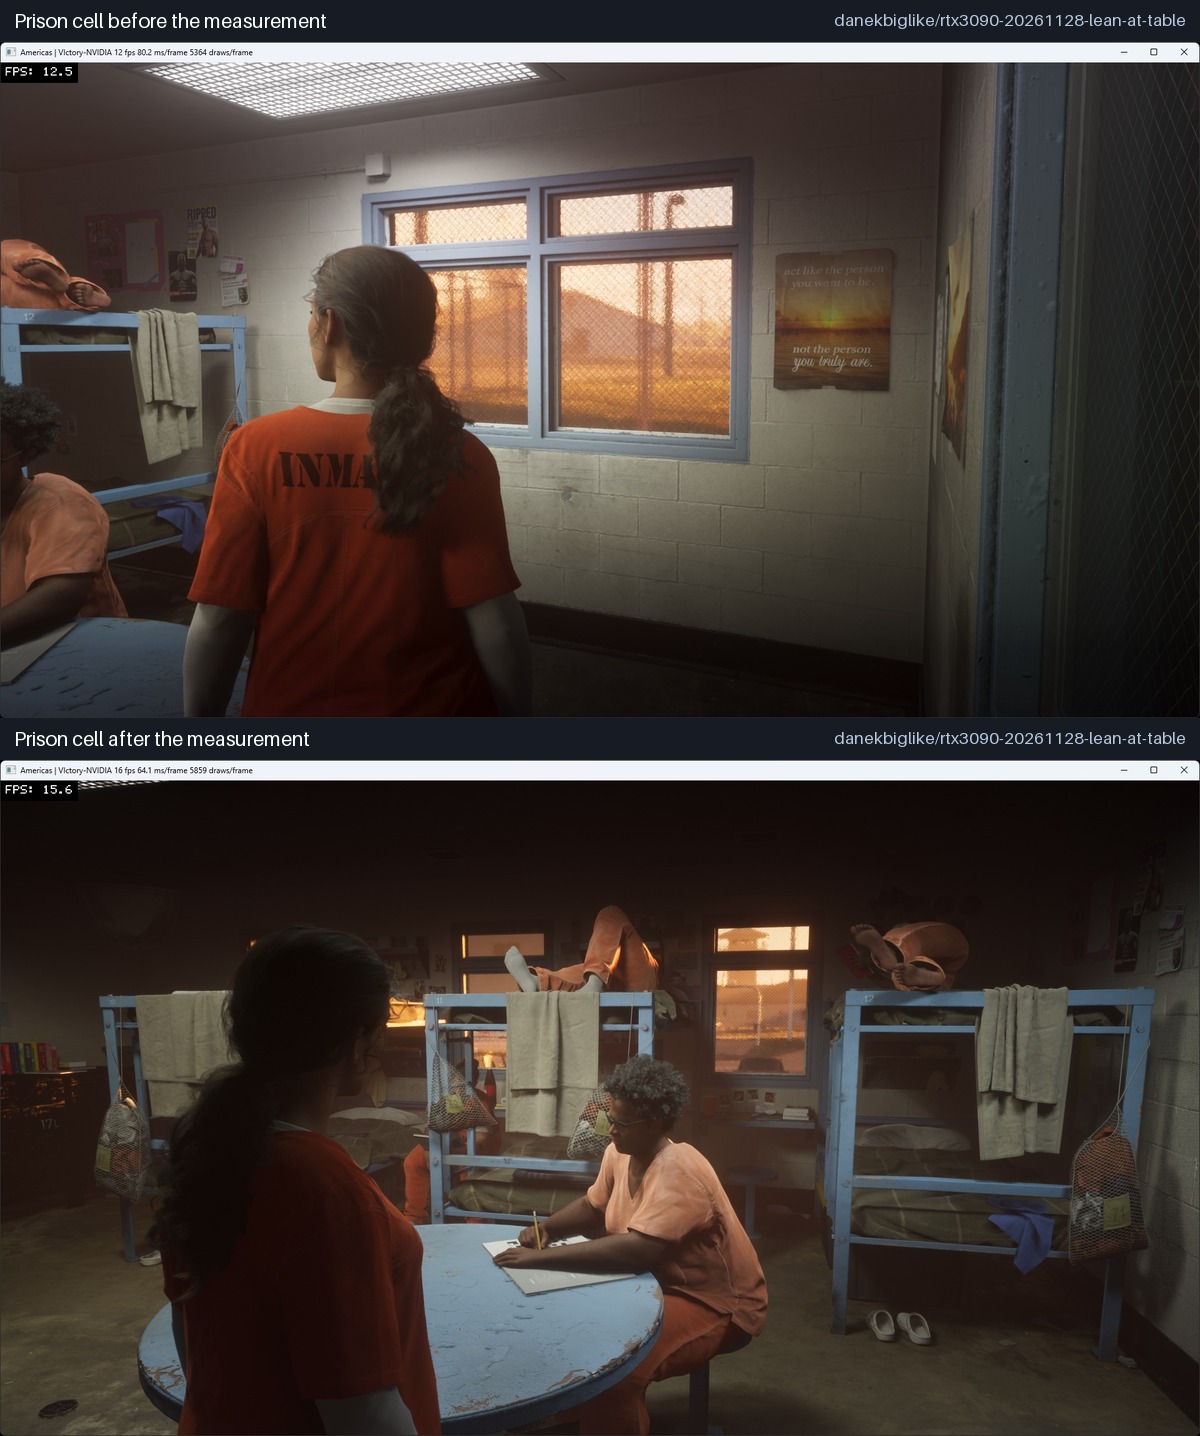 Prison cell before the measurement
danekbiglike/rtx3090-20261128-lean-at-table
Americas | VIctory-NVIDIA 12 fps 80.2 ms/frame 5364 draws/frame
FPS: 12.5
RIPPED
12
act like the person
you want to be.
not the person
you truly are.
INMA
Prison cell after the measurement
danekbiglike/rtx3090-20261128-lean-at-table
Americas | VIctory-NVIDIA 16 fps 64.1 ms/frame 5859 draws/frame
FPS: 15.6
12
17L